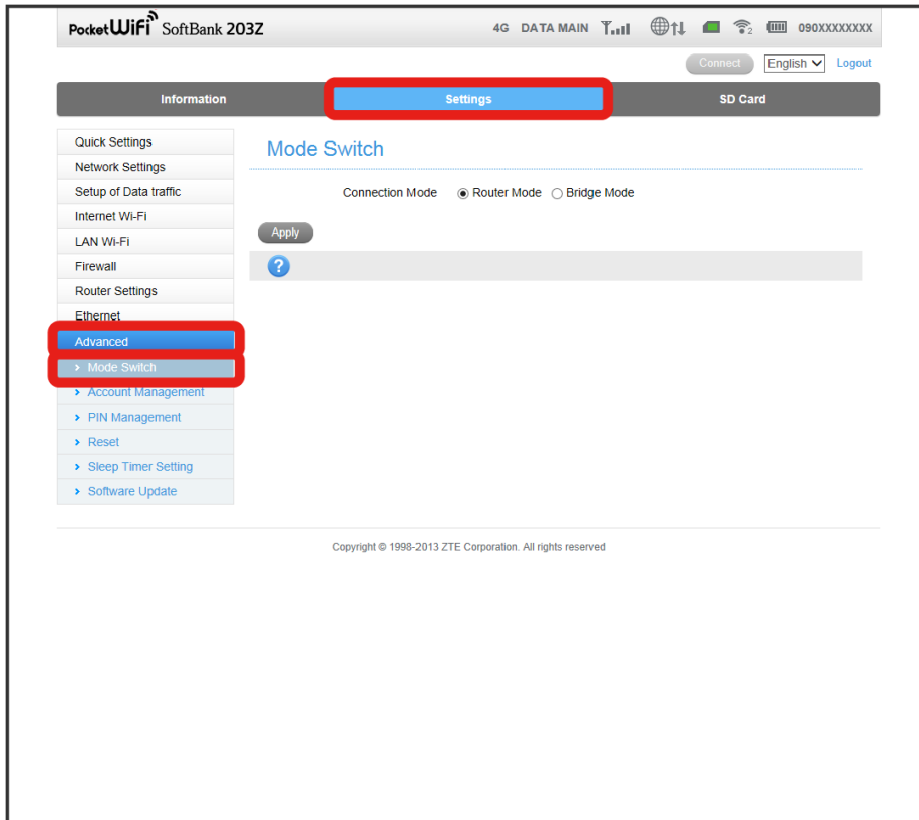 PocketWiFi SoftBank 203Z 4G DATA MAIN 2 090XXXXXXXX
Connect English Logout
Information Settings SD Card
Quick Settings
Network Settings
Setup of Data traffic
Internet Wi-Fi
LAN Wi-Fi
Firewall
Router Settings
Ethernet
Advanced
Mode Switch
Account Management
PIN Management
Reset
Sleep Timer Setting
Software Update
Mode Switch
Connection Mode Router Mode Bridge Mode
Apply
?
Copyright © 1998-2013 ZTE Corporation. All rights reserved